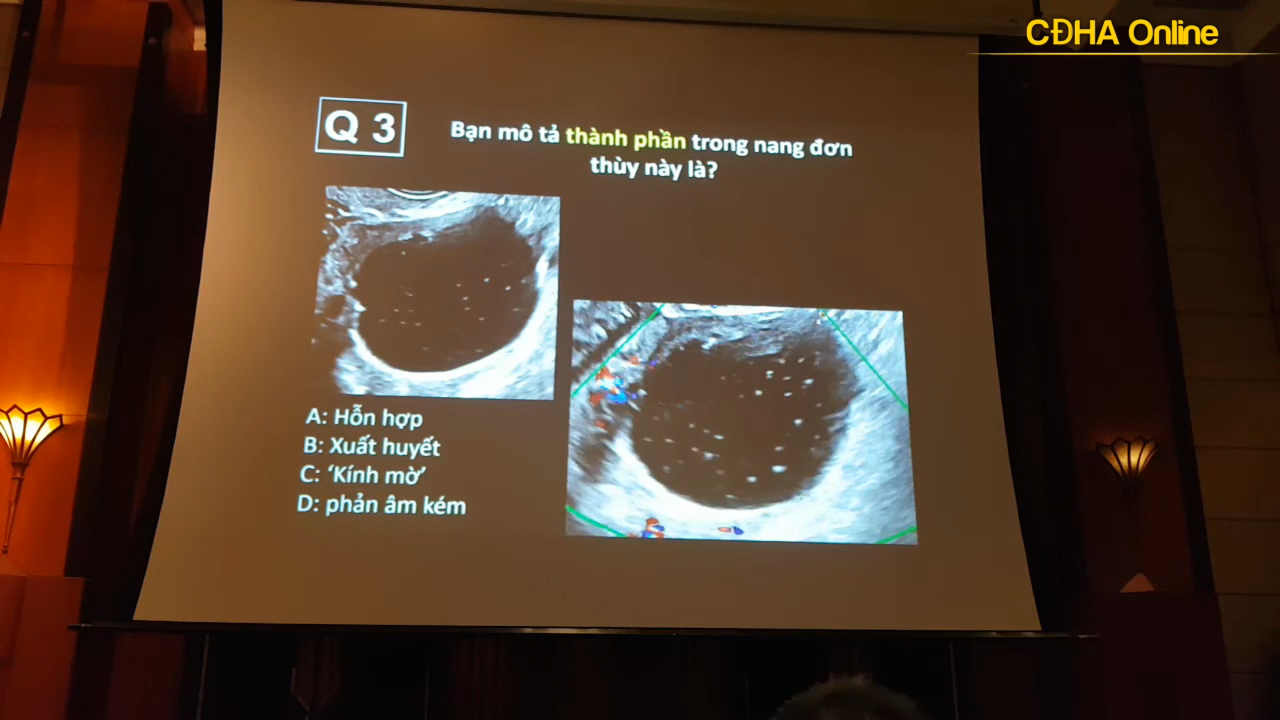 CĐHA Online
Q 3
Bạn mô tả thành phần trong nang đơn
thùy này là?
A: Hỗn hợp
B: Xuất huyết
C: ‘Kính mờ’
D: phản âm kém